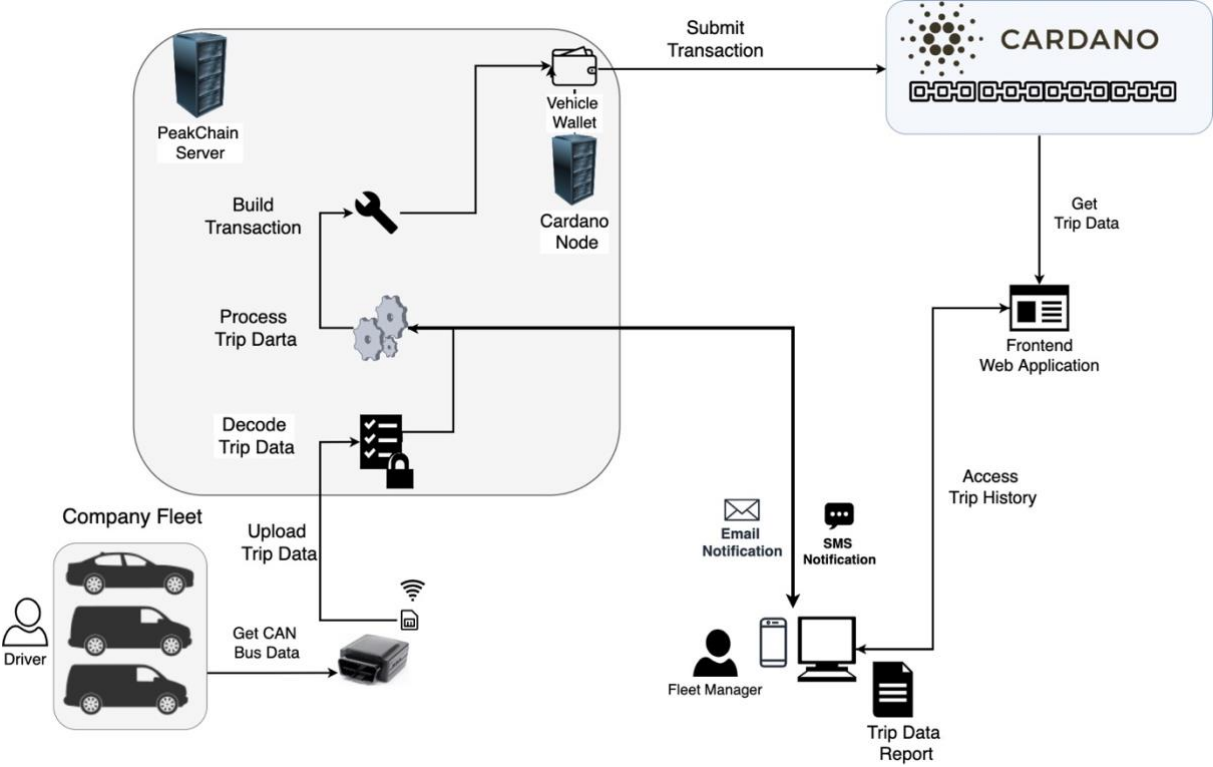 Submit
Transaction
CARDANO
PeakChain
Server
Vehicle
Wallet
Build
Transaction
Cardano
Node
Get
Trip Data
Process
Trip Darta
Frontend
Web Application
Decode
Trip Data
Access
Trip History
Company Fleet
Upload
Trip Data
Email
Notification
SMS
Notification
Driver
Get CAN
Bus Data
Fleet Manager
Trip Data
Report